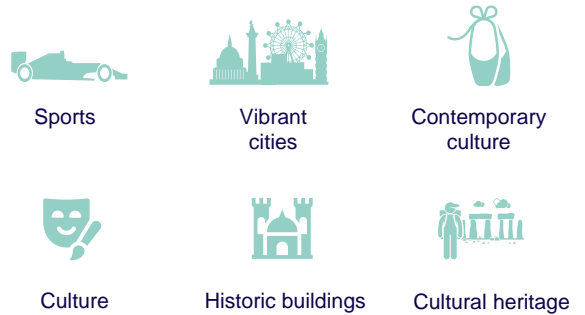 Sports
Vibrant
cities
Contemporary
culture
Culture
Historic buildings
Cultural heritage